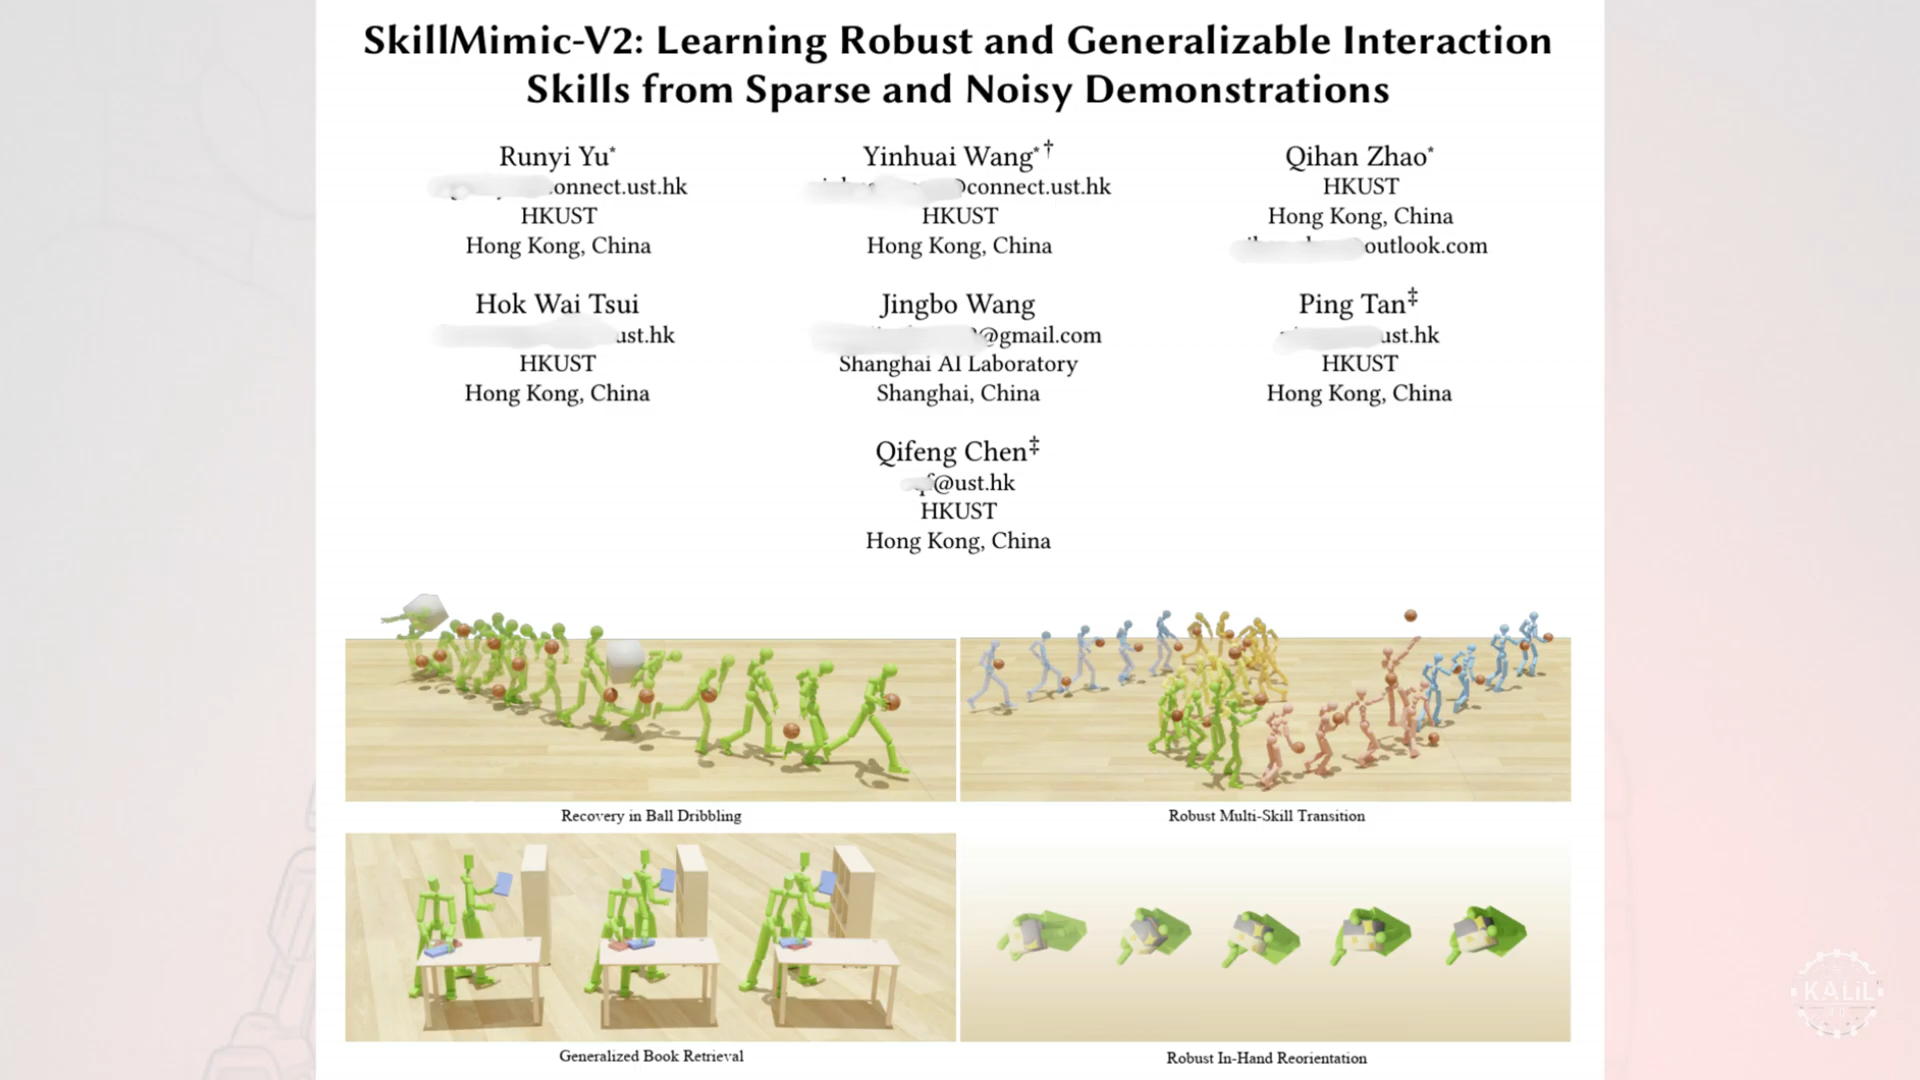 SkillMimic-V2: Learning Robust and Generalizable Interaction
Skills from Sparse and Noisy Demonstrations
Runyi Yu*
connect.ust.hk
HKUST
Hong Kong, China
Yinhuai Wang*†
connect.ust.hk
HKUST
Hong Kong, China
Qihan Zhao*
HKUST
Hong Kong, China
outlook.com
Hok Wai Tsui
ust.hk
HKUST
Hong Kong, China
Jingbo Wang
@gmail.com
Shanghai AI Laboratory
Shanghai, China
Ping Tan‡
ust.hk
HKUST
Hong Kong, China
Qifeng Chen‡
@ust.hk
HKUST
Hong Kong, China
Recovery in Ball Dribbling
Robust Multi-Skill Transition
Generalized Book Retrieval
Robust In-Hand Reorientation
KALiL